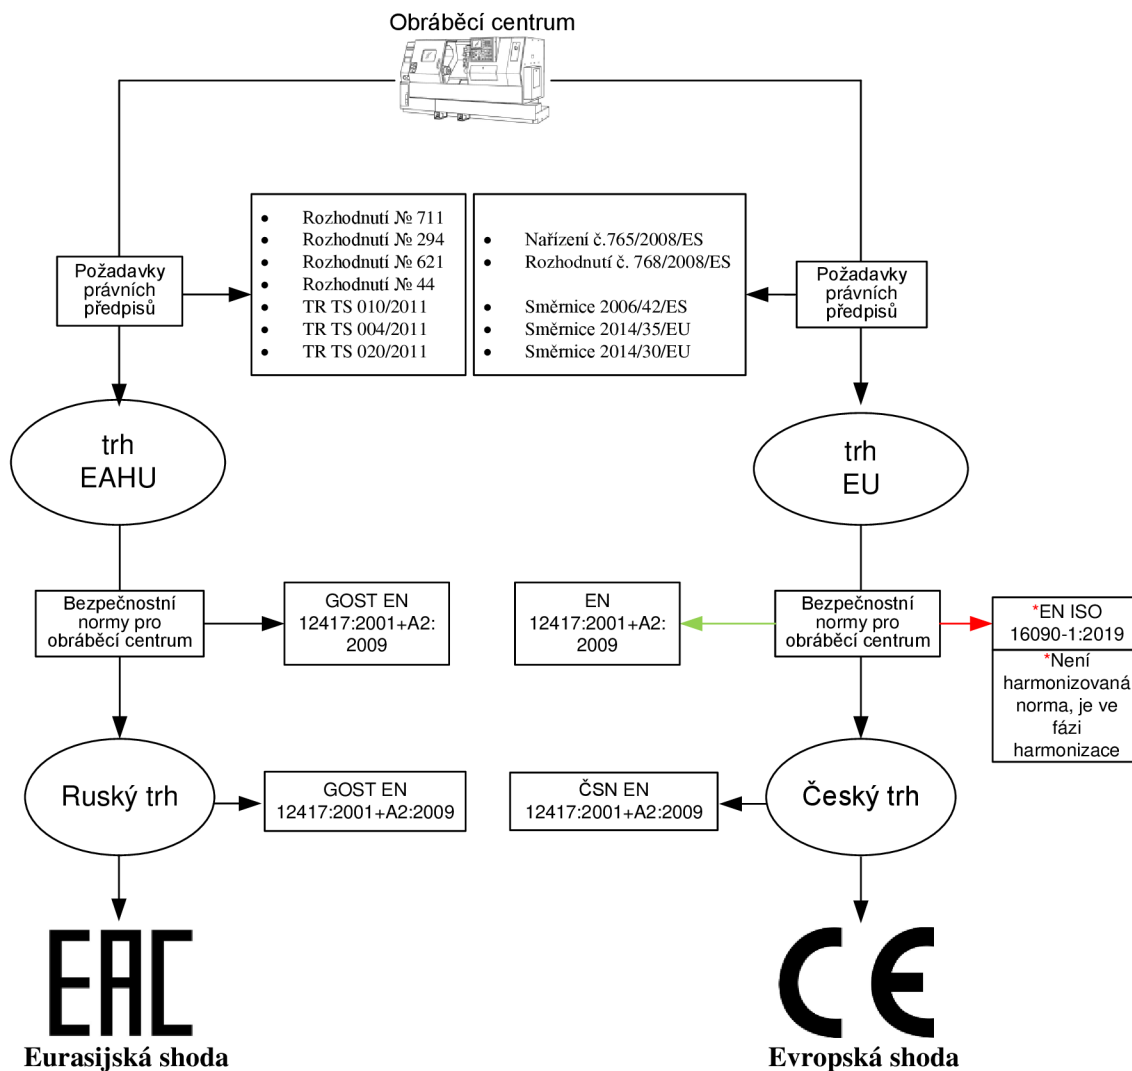 Obráběcí centrum
Požadavky
právních
předpisů
• Rozhodnutí № 711
• Rozhodnutí № 294
• Rozhodnutí № 621
• Rozhodnutí № 44
• TR TS 010/2011
• TR TS 004/2011
• TR TS 020/2011
• Nařízení č.765/2008/ES
• Rozhodnutí č. 768/2008/ES
• Směrnice 2006/42/ES
• Směrnice 2014/35/EU
• Směrnice 2014/30/EU
Požadavky
právních
předpisů
trh
EAHU
trh
EU
Bezpečnostní
normy pro
obráběcí centrum
GOST EN
12417:2001+A2:
2009
EN
12417:2001+A2:
2009
Bezpečnostní
normy pro
obráběcí centrum
*EN ISO
16090-1:2019
*Není
harmonizovaná
norma, je ve
fázi
harmonizace
Ruský trh
GOST EN
12417:2001+A2:2009
ČSN EN
12417:2001+A2:2009
Český trh
EAC
Eurasijská shoda
CE
Evropská shoda